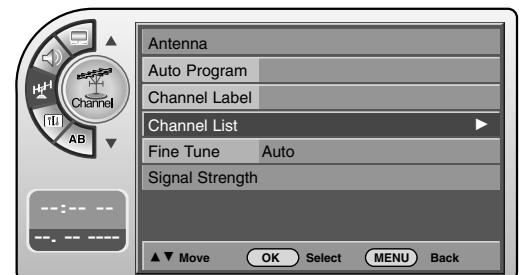 Channel
AB
--:-- --
--. -- ----
Antenna
Auto Program
Channel Label
Channel List ▶
Fine Tune Auto
Signal Strength
▲▼ Move OK Select MENU Back